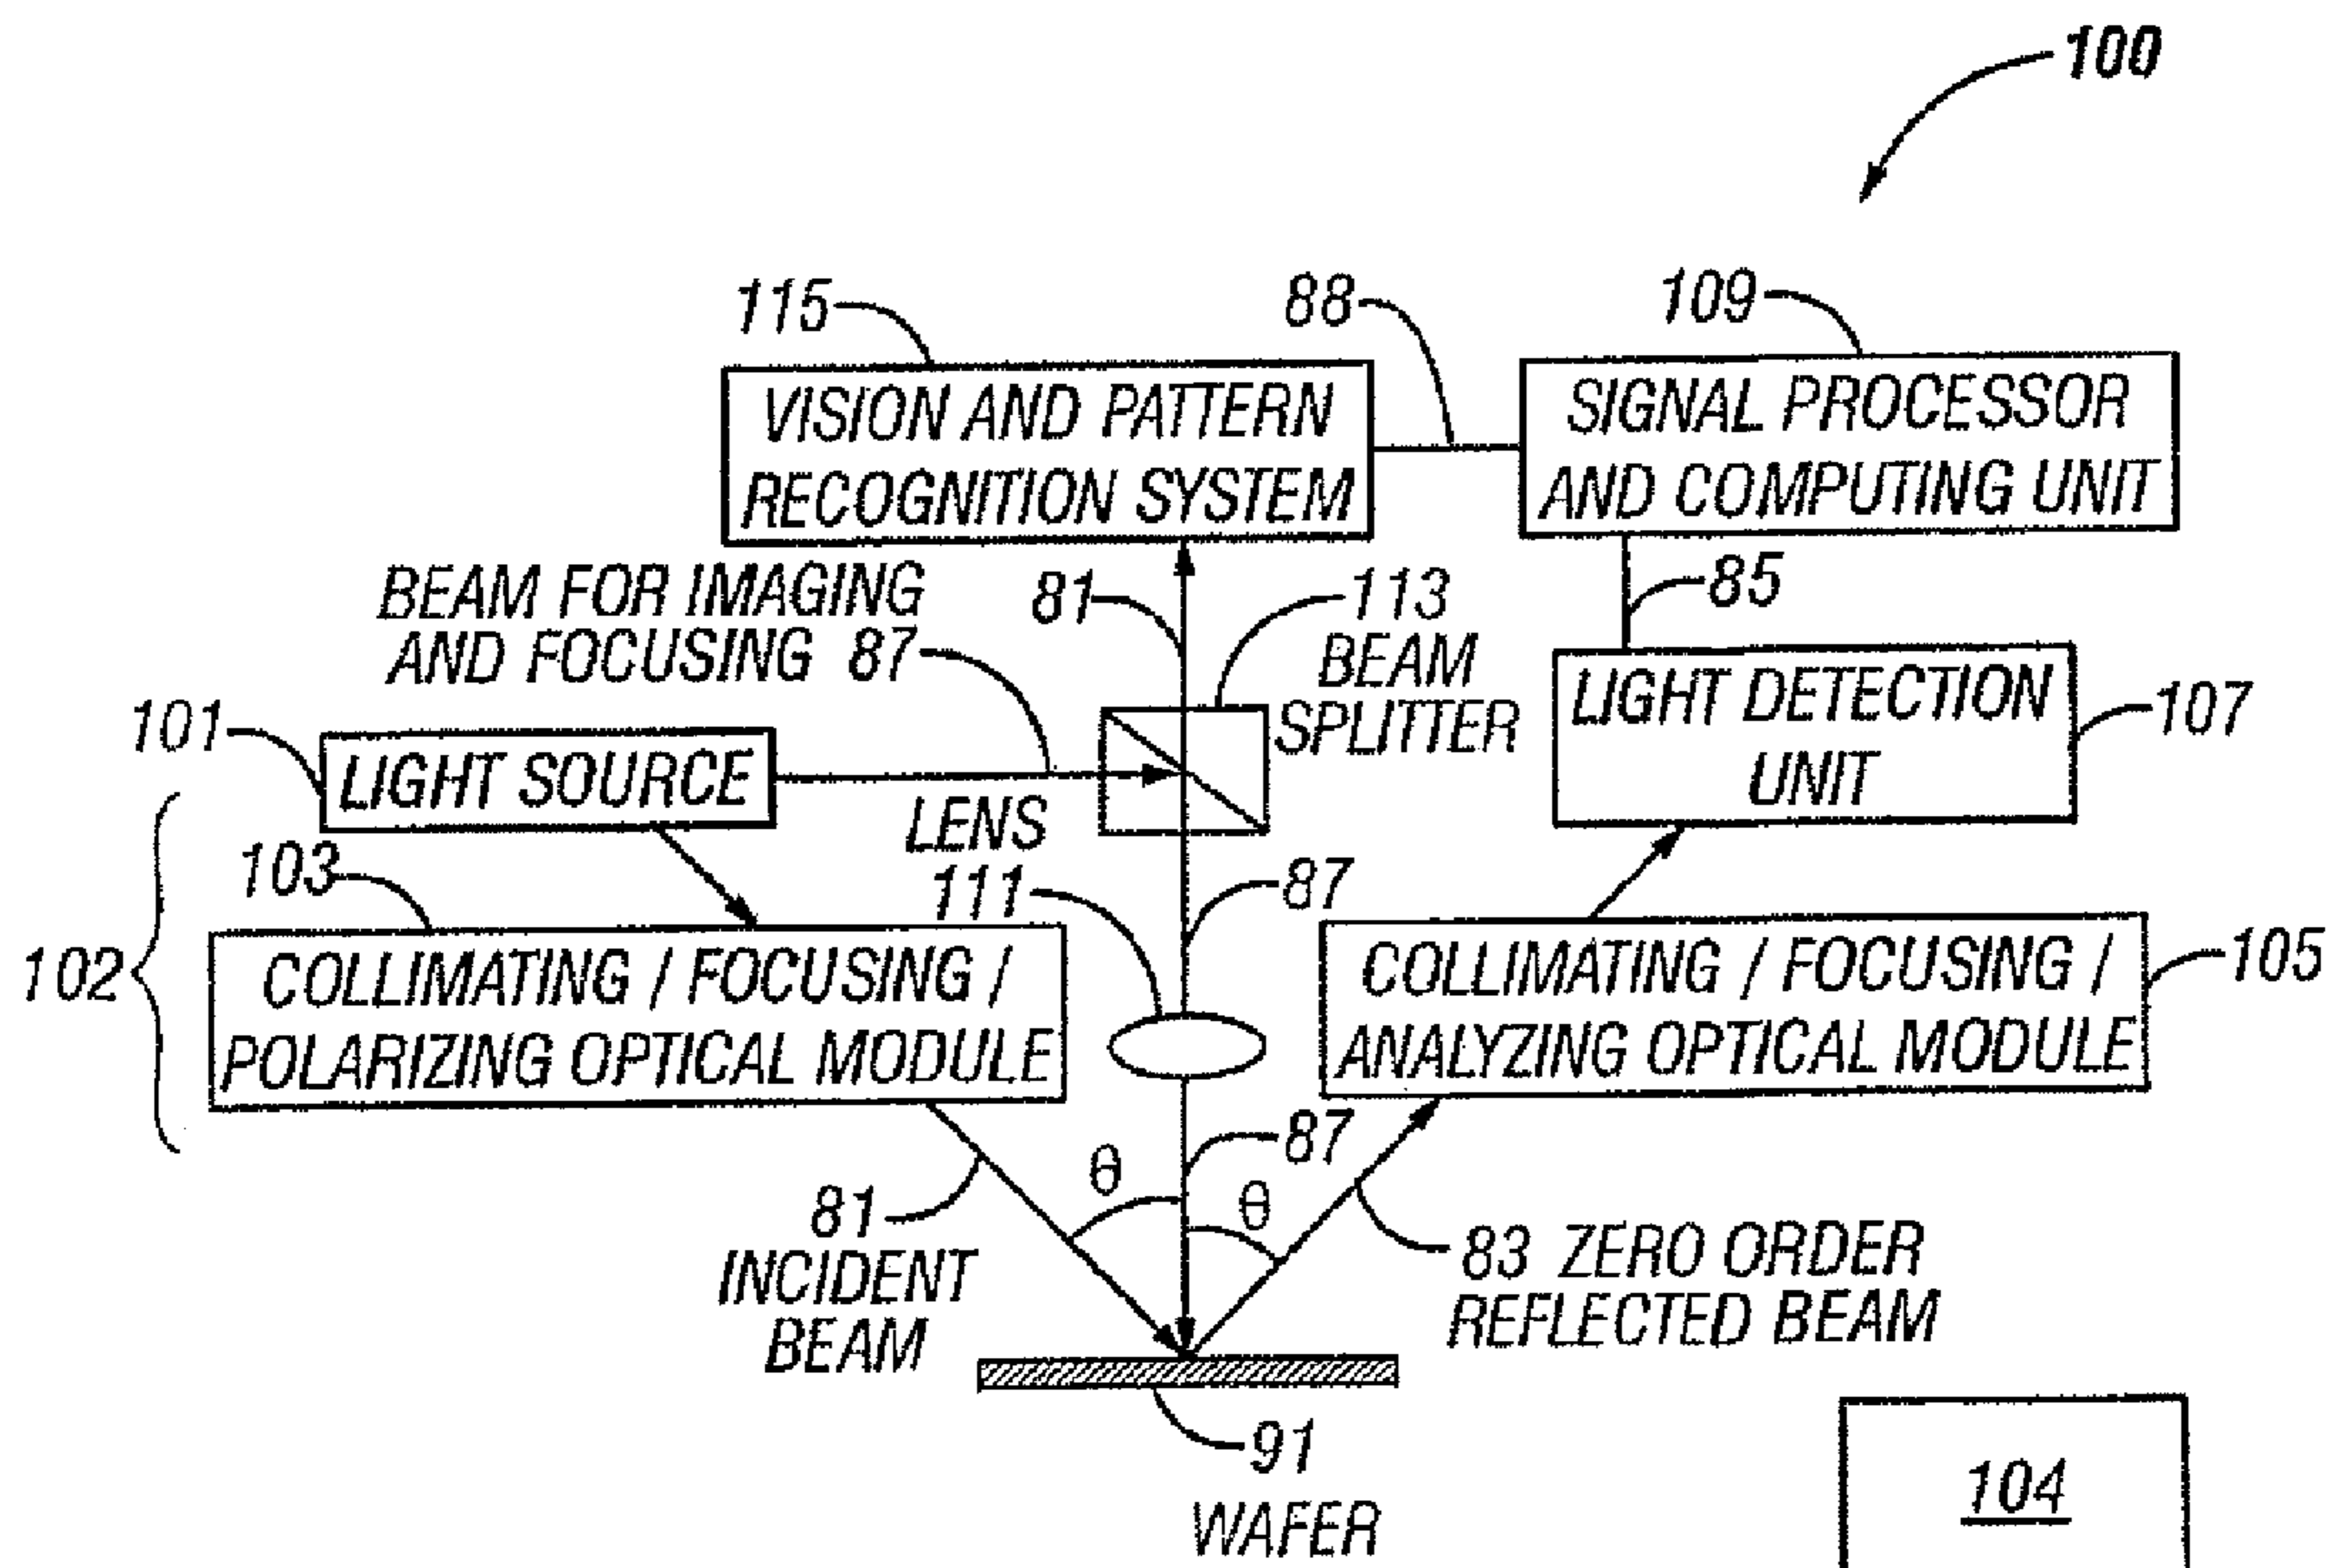 100
115
88
109
VISION AND PATTERN
RECOGNITION SYSTEM
SIGNAL PROCESSOR
AND COMPUTING UNIT
BEAM FOR IMAGING
AND FOCUSING 87
81
113
BEAM
SPLITTER
85
101
LIGHT SOURCE
LIGHT DETECTION
UNIT
107
LENS
111
87
102
103
COLLIMATING / FOCUSING /
POLARIZING OPTICAL MODULE
COLLIMATING / FOCUSING /
ANALYZING OPTICAL MODULE
105
87
θ
θ
81
INCIDENT
BEAM
83 ZERO ORDER
REFLECTED BEAM
91
WAFER
104